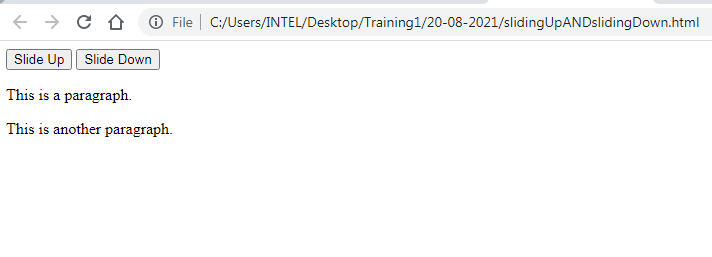 File | C:/Users/INTEL/Desktop/Training1/20-08-2021/slidingUpANDslidingDown.html
Slide Up Slide Down
This is a paragraph.
This is another paragraph.